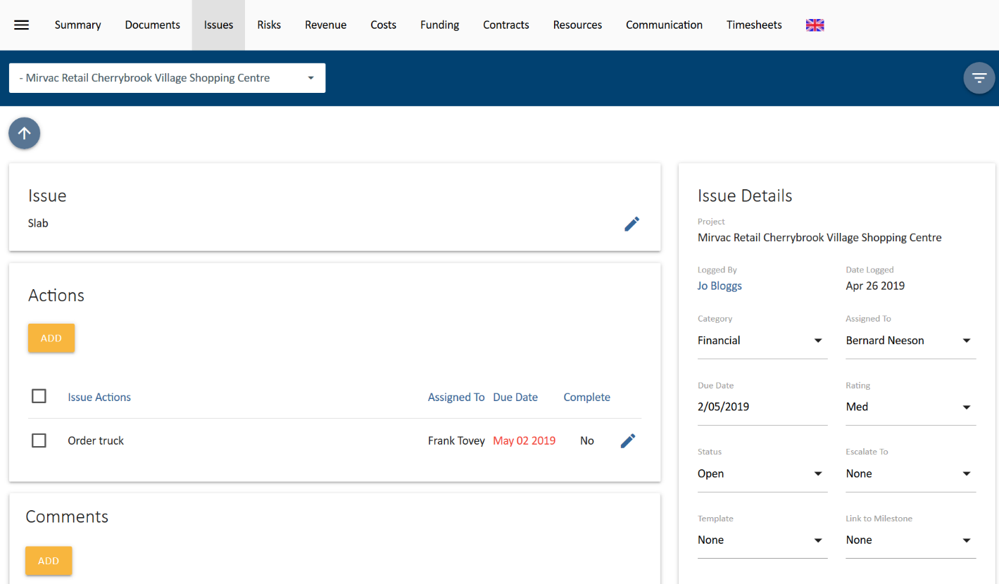 Summary Documents Issues Risks Revenue Costs Funding Contracts Resources Communication Timesheets
- Mirvac Retail Cherrybrook Village Shopping Centre
Issue
Slab
Actions
ADD
Issue Actions Assigned To Due Date Complete
Order truck Frank Tovey May 02 2019 No
Comments
ADD
Issue Details
Project
Mirvac Retail Cherrybrook Village Shopping Centre
Logged By Date Logged
Jo Bloggs Apr 26 2019
Category Assigned To
Financial Bernard Neeson
Due Date Rating
2/05/2019 Med
Status Escalate To
Open None
Template Link to Milestone
None None